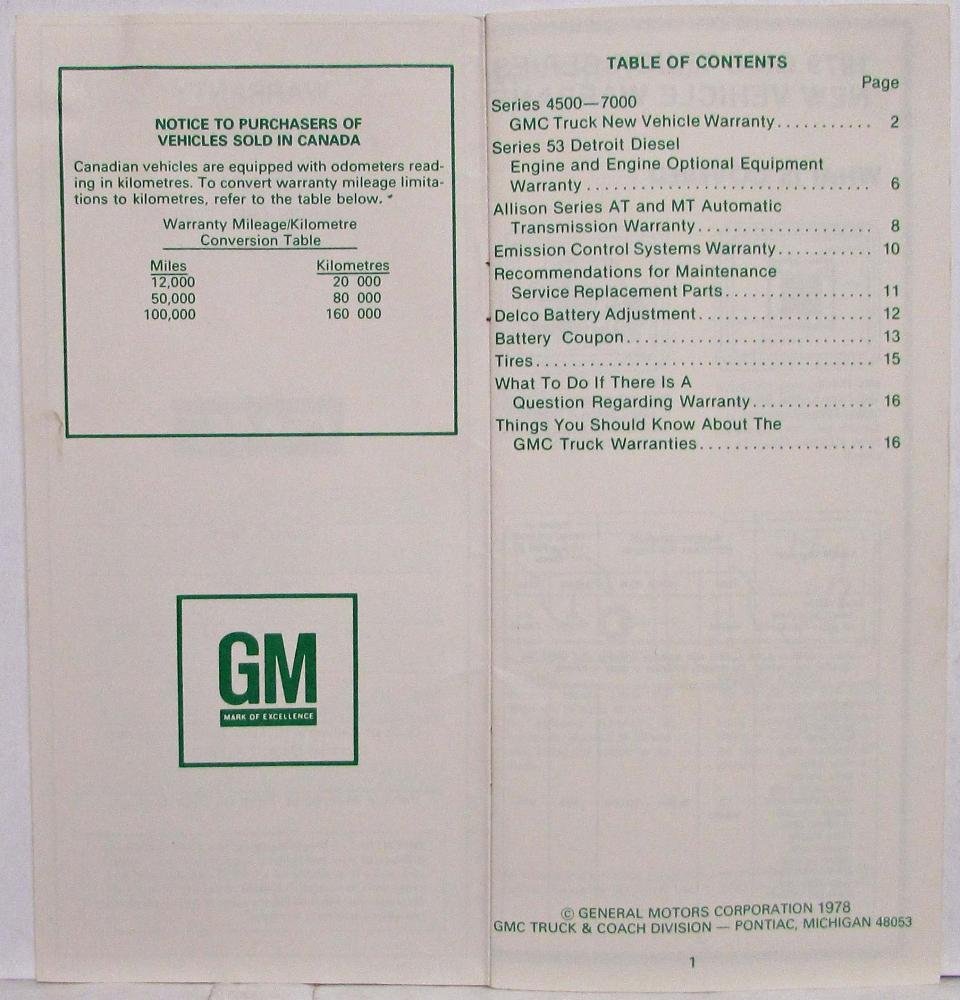 NOTICE TO PURCHASERS OF
VEHICLES SOLD IN CANADA
Canadian vehicles are equipped with odometers read-
ing in kilometres. To convert warranty mileage limita-
tions to kilometres, refer to the table below.
Warranty Mileage/Kilometre
Conversion Table
Miles Kilometres
12,000 20 000
50,000 80 000
100,000 160 000
GM
MARK OF EXCELLENCE
TABLE OF CONTENTS
Page
Series 4500—7000
GMC Truck New Vehicle Warranty........... 2
Series 53 Detroit Diesel
Engine and Engine Optional Equipment
Warranty ............................... 6
Allison Series AT and MT Automatic
Transmission Warranty................... 8
Emission Control Systems Warranty.......... 10
Recommendations for Maintenance
Service Replacement Parts................ 11
Delco Battery Adjustment................... 12
Battery Coupon........................... 13
Tires..................................... 15
What To Do If There Is A
Question Regarding Warranty............. 16
Things You Should Know About The
GMC Truck Warranties................... 16
© GENERAL MOTORS CORPORATION 1978
GMC TRUCK & COACH DIVISION — PONTIAC, MICHIGAN 48053
1